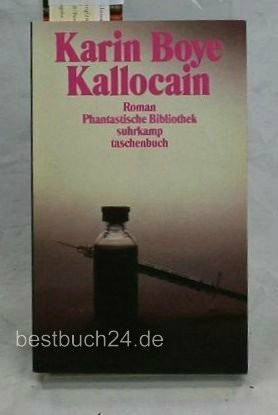 Karin Boye
Kallocain
Roman
Phantastische Bibliothek
suhrkamp
taschenbuch
bestbuch24.de